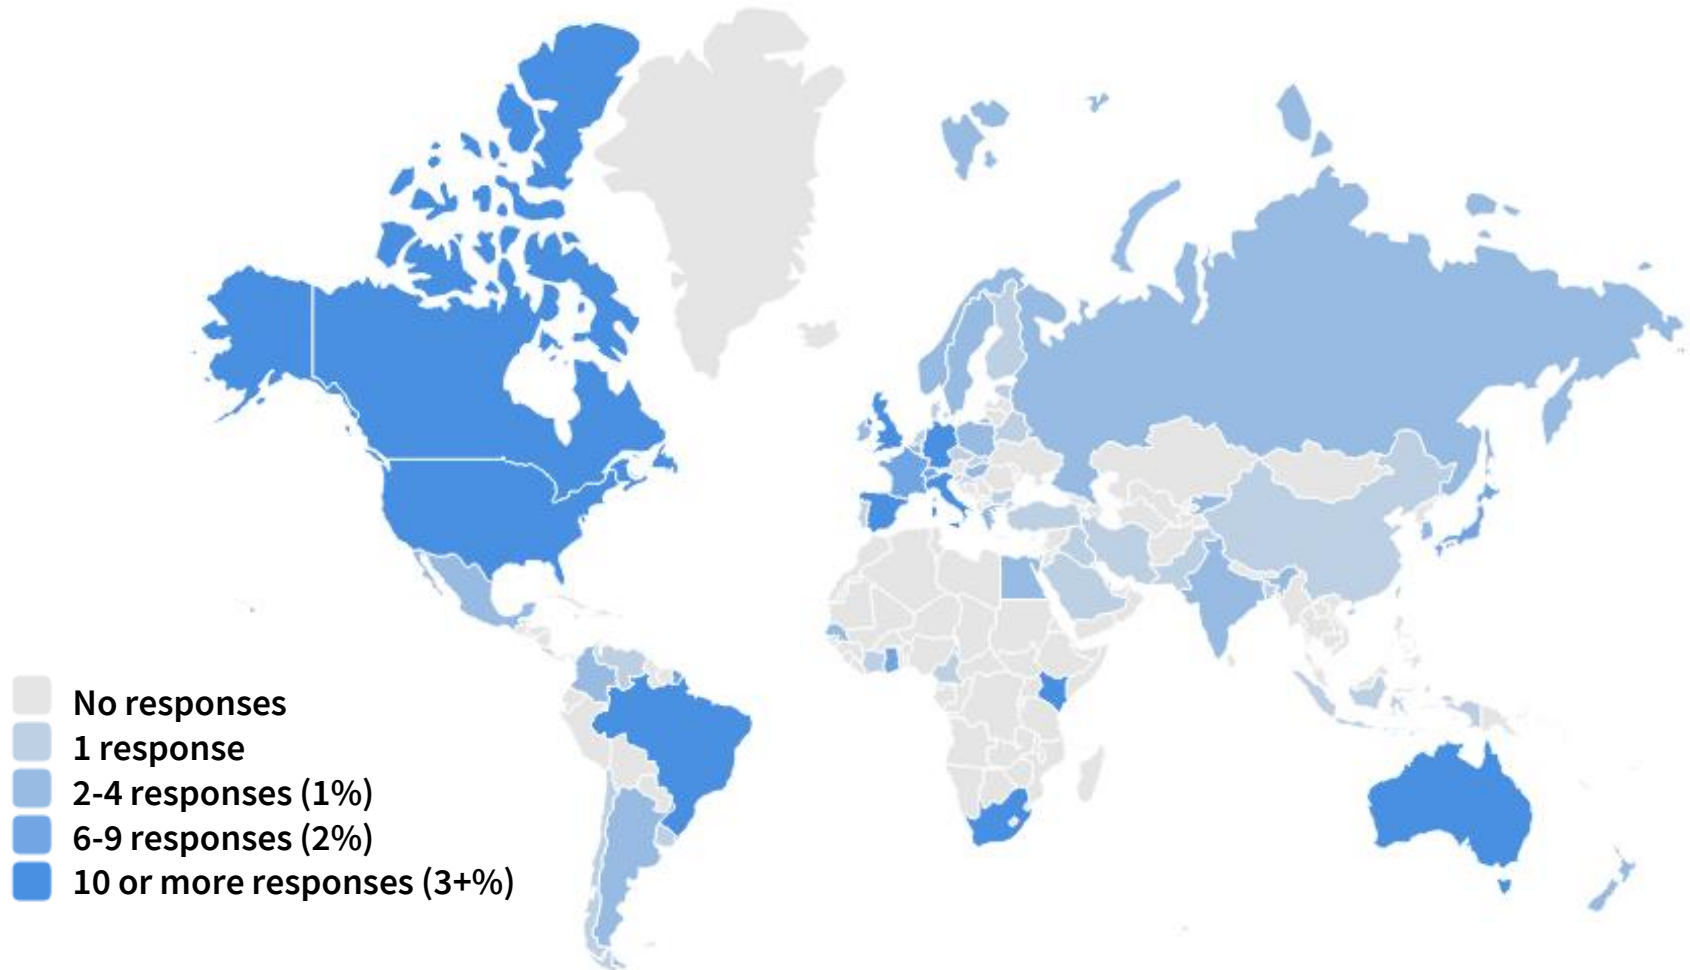 No responses
1 response
2-4 responses (1%)
6-9 responses (2%)
10 or more responses (3+%)